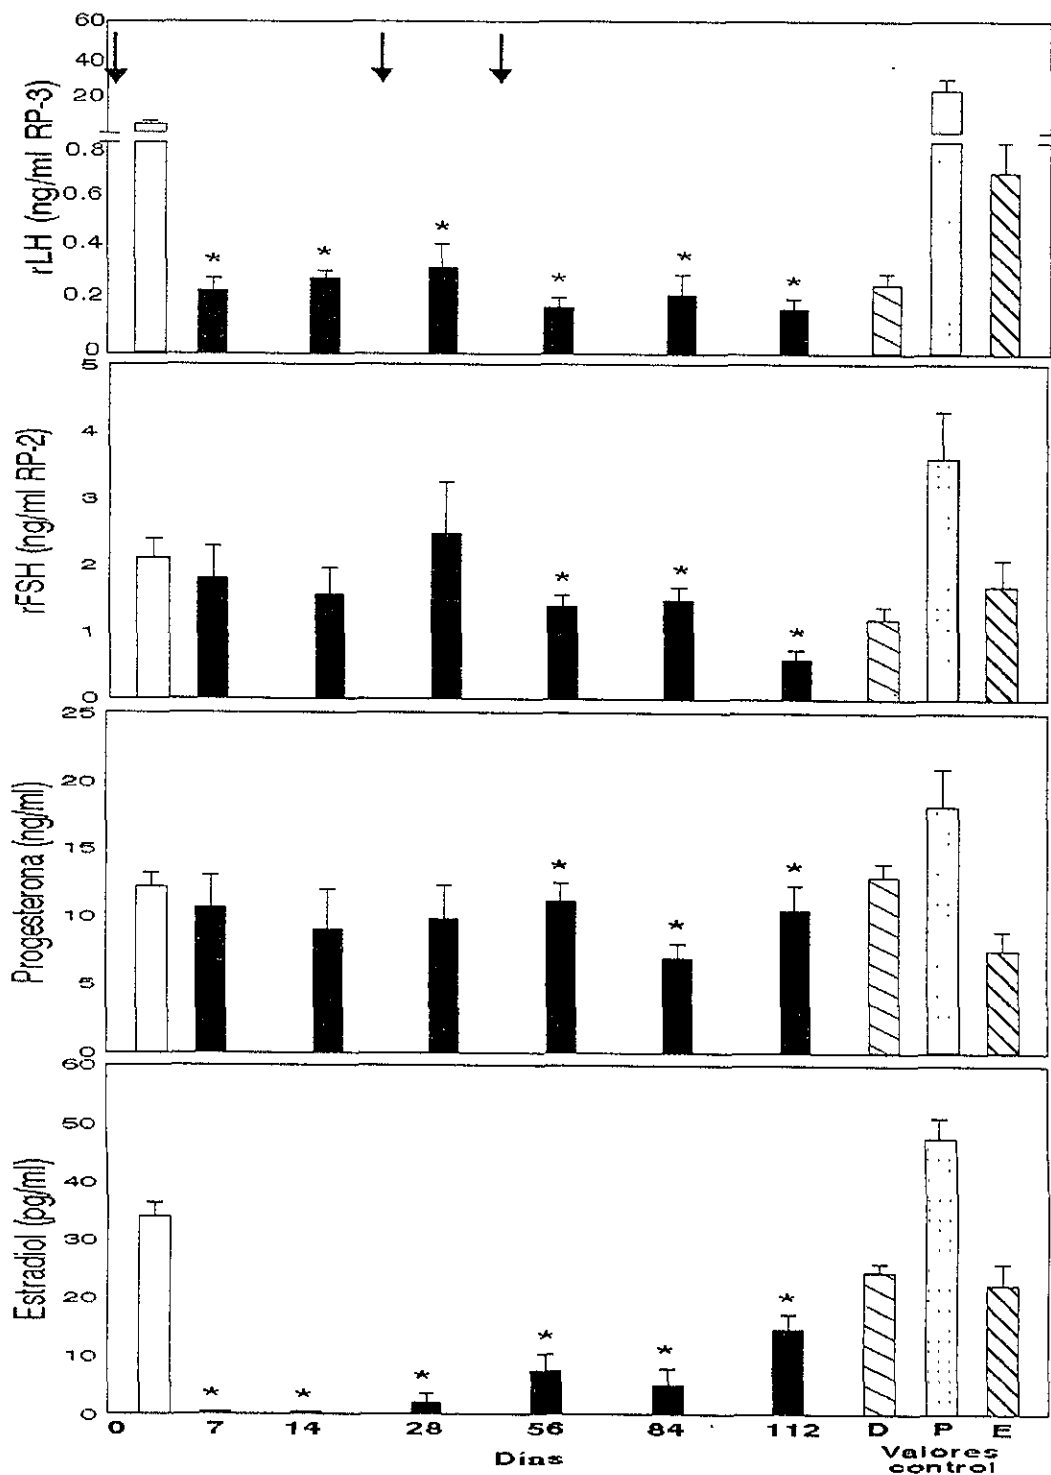 60
40
20
0.8
0.6
0.4
0.2
0
rLH (ng/ml RP-3)
* * * * * *
5
4
3
2
1
0
rFSH (ng/ml RP-2)
* * *
25
20
15
10
5
0
Progesterona (ng/ml)
* * *
60
50
40
30
20
10
0
Estradiol (pg/ml)
* * * * * *
0 7 14 28 56 84 112 D P E
Días
Valores
control